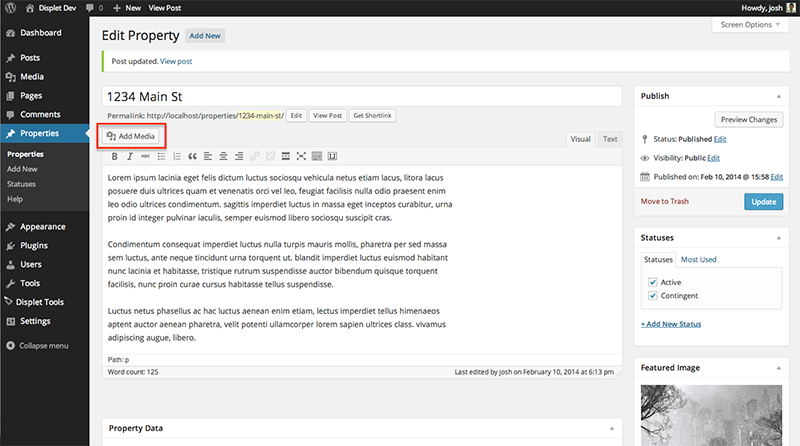 Displet Dev 0 + New View Post Howdy, josh
Screen Options
Dashboard
Posts
Media
Pages
Comments
Properties
Properties
Add New
Statuses
Help
Appearance
Plugins
Users
Tools
Displet Tools
Settings
Collapse menu
Edit Property Add New
Post updated. View post
1234 Main St
Permalink: http://localhost/properties/1234-main-st/ Edit View Post Get Shortlink
Add Media
Visual Text
B I ABC
Lorem ipsum lacinia eget felis dictum luctus sociosqu vehicula netus etiam lacus, litora lacus
posuere duis ultrices quam et venenatis orci vel leo, feugiat facilisis nulla odio praesent enim
leo odio ultrices condimentum. sagittis imperdiet luctus in massa eget inceptos curabitur, urna
proin id integer pulvinar iaculis, semper euismod libero sociosqu suscipit cras.
Condimentum consequat imperdiet luctus nulla turpis mauris mollis, pharetra per sed massa
sem luctus, ante neque tincidunt urna torquent ut. blandit imperdiet luctus euismod habitant
nunc lacinia et habitasse, tristique rutrum suspendisse auctor bibendum quisque torquent
facilisis, nunc proin curae cursus habitasse tellus suspendisse.
Luctus netus phasellus ac hac luctus aenean enim etiam, lectus imperdiet tellus himenaeos
aptent auctor aenean pharetra, velit potenti ullamcorper lorem sapien ultrices class. vivamus
adipiscing augue, libero.
Path: p
Word count: 125 Last edited by josh on February 10, 2014 at 6:13 pm
Property Data
Publish
Preview Changes
Status: Published Edit
Visibility: Public Edit
Published on: Feb 10, 2014 @ 15:58 Edit
Move to Trash Update
Statuses
Statuses Most Used
Active
Contingent
+ Add New Status
Featured Image